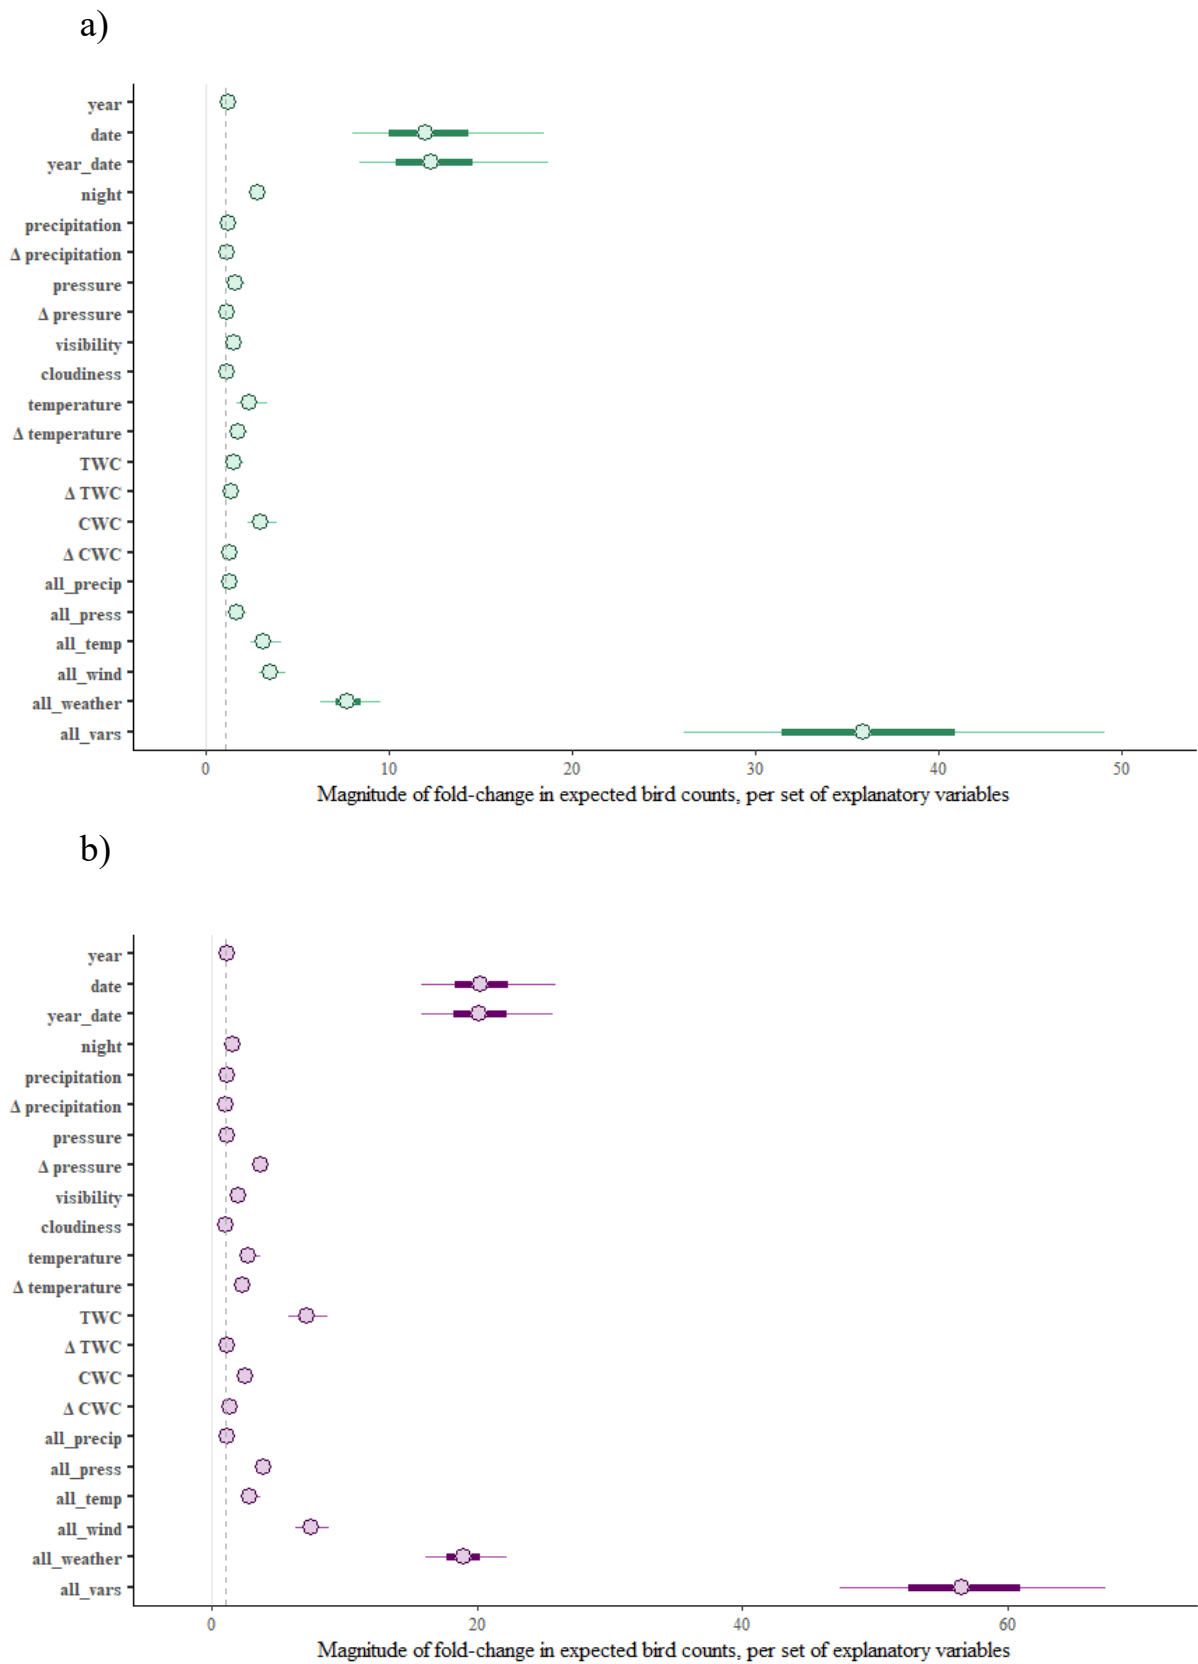 a)
year
date
year_date
night
precipitation
Δ precipitation
pressure
Δ pressure
visibility
cloudiness
temperature
Δ temperature
TWC
Δ TWC
CWC
Δ CWC
all_precip
all_press
all_temp
all_wind
all_weather
all_vars
0 10 20 30 40 50
Magnitude of fold-change in expected bird counts, per set of explanatory variables
b)
year
date
year_date
night
precipitation
Δ precipitation
pressure
Δ pressure
visibility
cloudiness
temperature
Δ temperature
TWC
Δ TWC
CWC
Δ CWC
all_precip
all_press
all_temp
all_wind
all_weather
all_vars
0 20 40 60
Magnitude of fold-change in expected bird counts, per set of explanatory variables